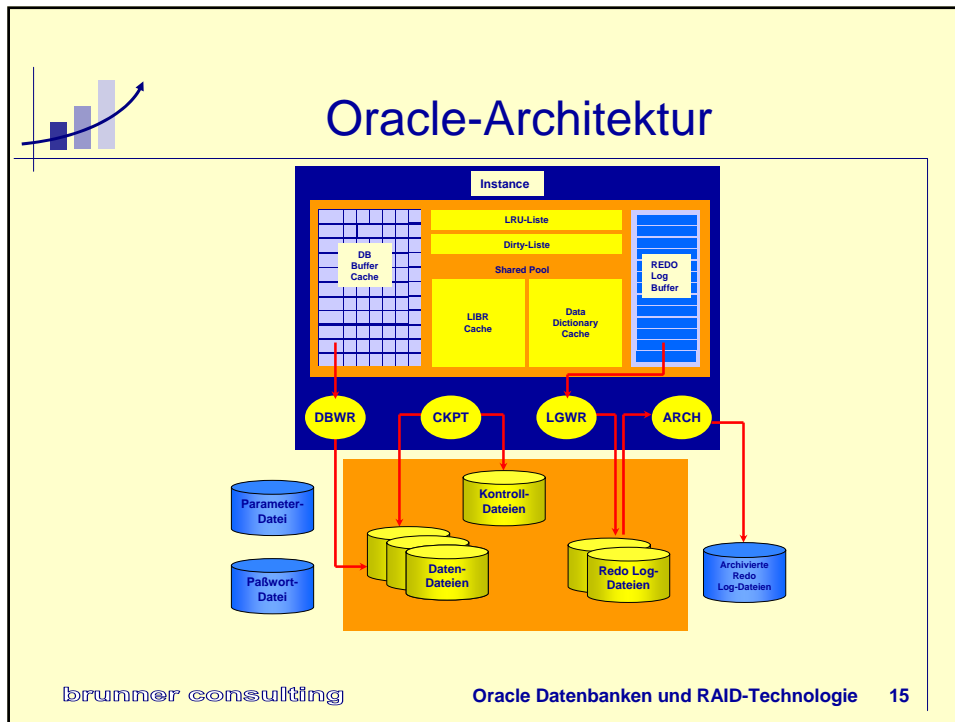 Oracle-Architektur
Instance
LRU-Liste
Dirty-Liste
DB
Buffer
Cache
Shared Pool
REDO
Log
Buffer
LIBR
Cache
Data
Dictionary
Cache
DBWR
CKPT
LGWR
ARCH
Parameter-
Datei
Kontroll-
Dateien
Paßwort-
Datei
Daten-
Dateien
Redo Log-
Dateien
Archivierte
Redo
Log-Dateien
brunner consulting
Oracle Datenbanken und RAID-Technologie 15